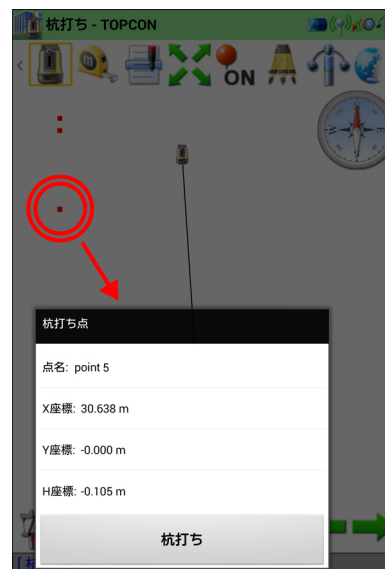 杭打ち - TOPCON
ON
杭打ち点
点名: point 5
X座標: 30.638 m
Y座標: -0.000 m
H座標: -0.105 m
杭打ち